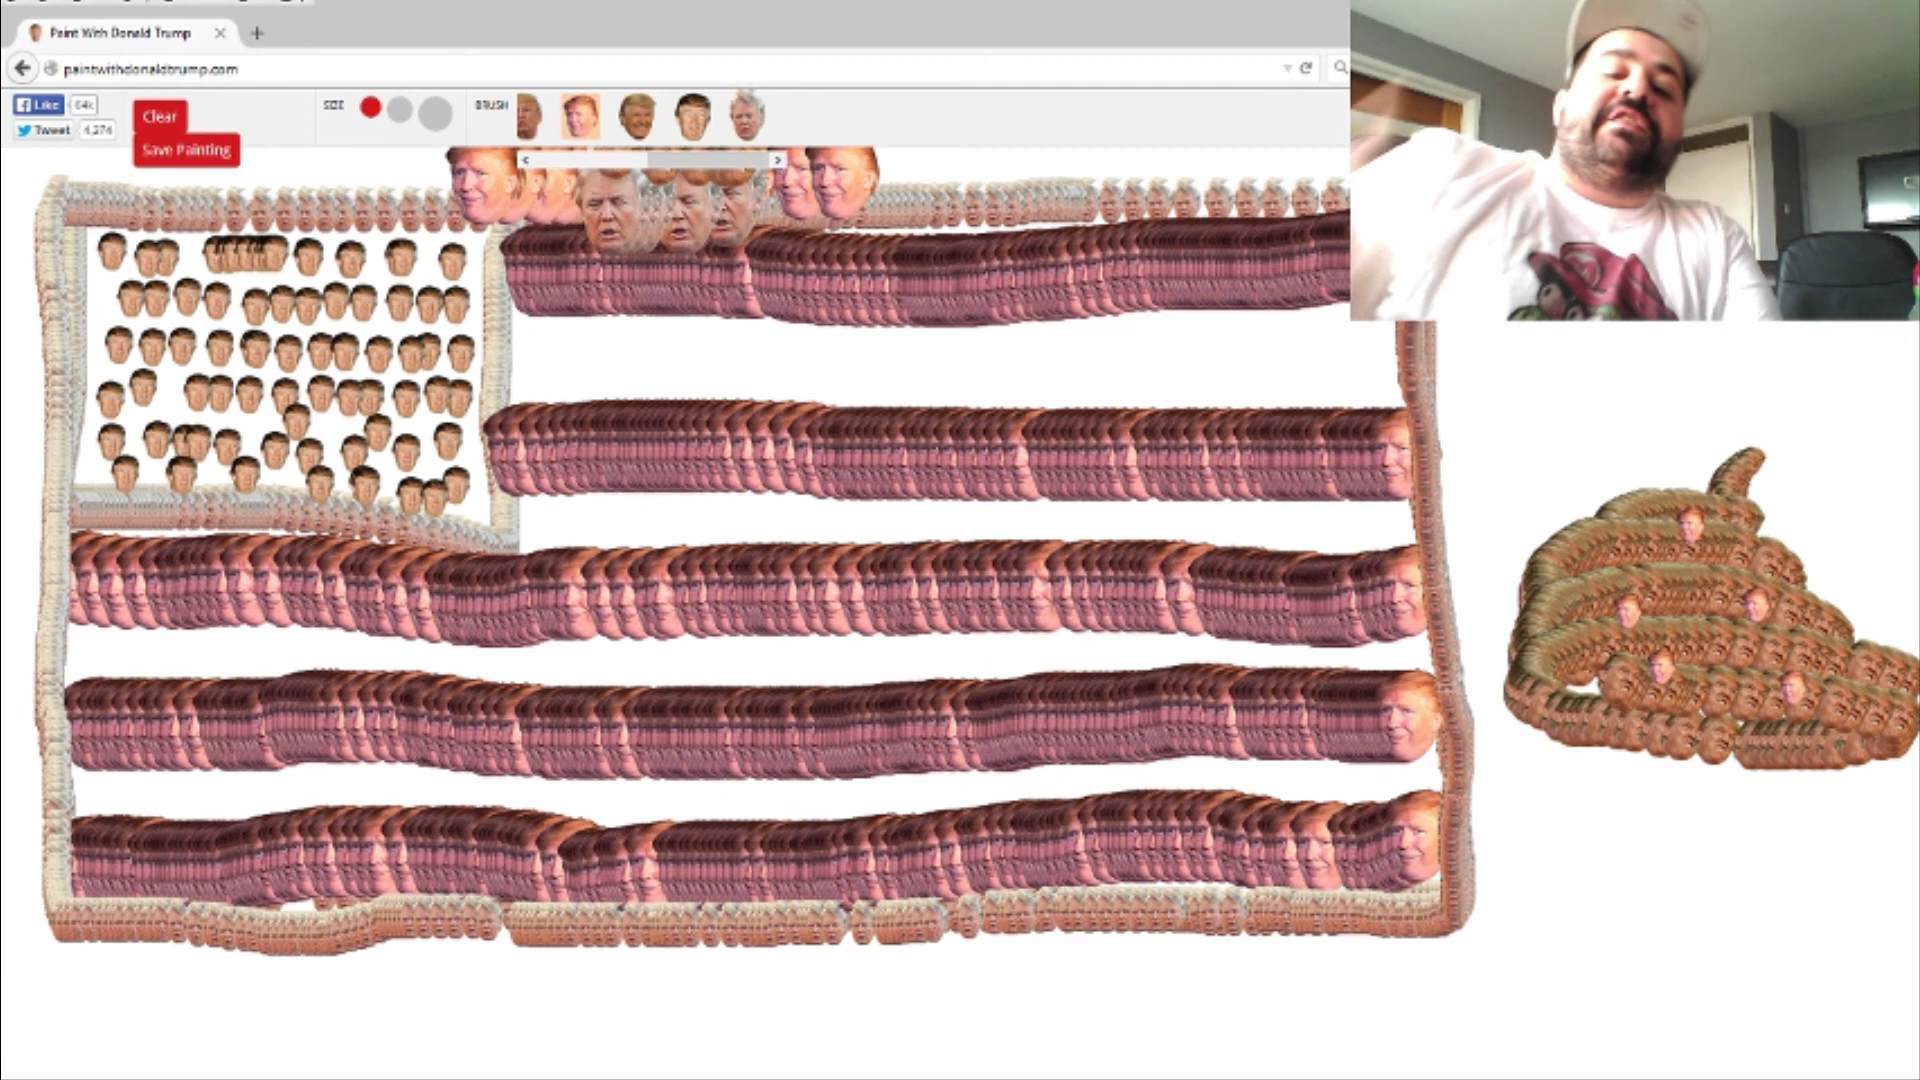 Paint With Donald Trump
paintwithdonaldtrump.com
Like 64k
Tweet 4,274
Clear
Save Painting
SIZE
BRUSH